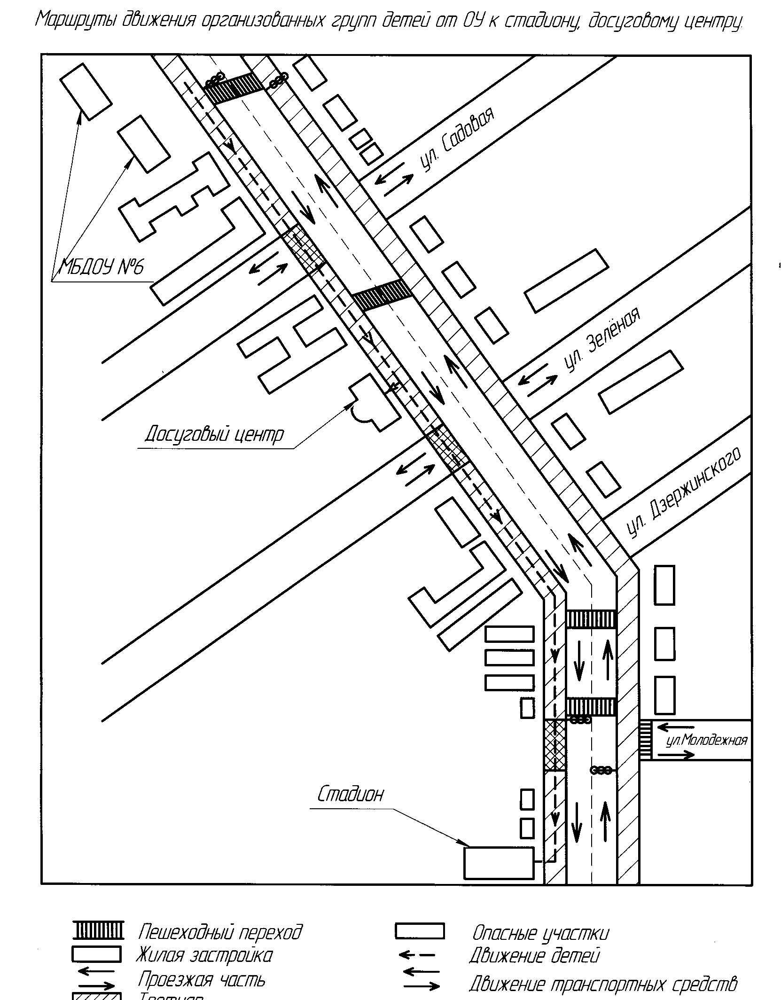 Маршруты движения организованных групп детей от ОУ к стадиону, досуговому центру.
ул. Садовая
МБДОУ №6
ул. Зелёная
Досуговый центр
ул. Дзержинского
ул.Молодежная
Стадион
Пешеходный переход
Опасные участки
Жилая застройка
Движение детей
Проезжая часть
Движение транспортных средств